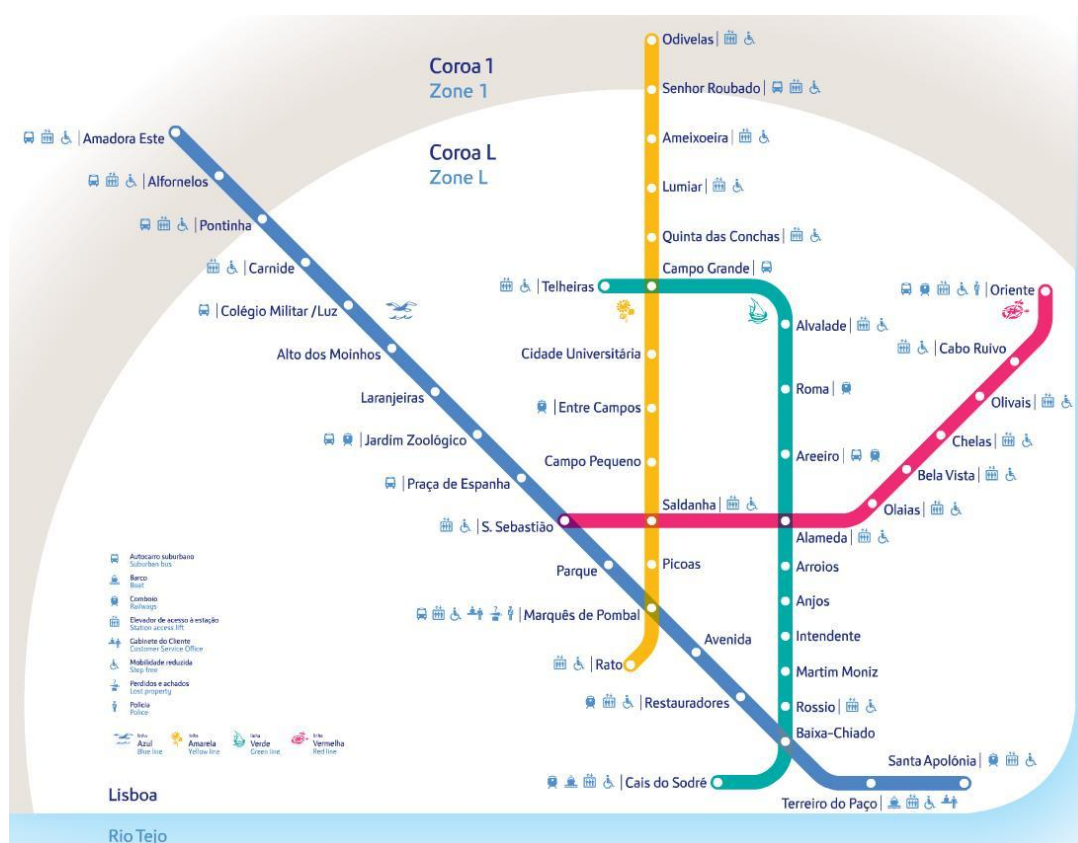 Odivelas
Coroa 1
Zone 1
Senhor Roubado
Amadora Este
Ameixoeira
Coroa L
Zone L
Alfornelos
Lumiar
Pontinha
Quinta das Conchas
Carnide
Campo Grande
Telheiras
Oriente
Colégio Militar /Luz
Alvalade
Cabo Ruivo
Alto dos Moinhos
Cidade Universitária
Laranjeiras
Roma
Olivais
Entre Campos
Jardim Zoológico
Chelas
Areeiro
Campo Pequeno
Bela Vista
Praça de Espanha
Saldanha
Olaias
S. Sebastião
Alameda
Parque
Picoas
Arroios
Anjos
Marquês de Pombal
Avenida
Intendente
Rato
Martim Moniz
Restauradores
Rossio
Baixa-Chiado
Santa Apolónia
Cais do Sodré
Terreiro do Paço
Autocarro suburbano
Suburban bus
Barco
Boat
Comboio
Railways
Elevador de acesso à estação
Station access lift
Gabinete do Cliente
Customer Service Office
Mobilidade reduzida
Step free
Perdidos e achados
Lost property
Polícia
Police
linha
Azul
Blue line
linha
Amarela
Yellow line
linha
Verde
Green line
linha
Vermelha
Red line
Lisboa
Rio Tejo